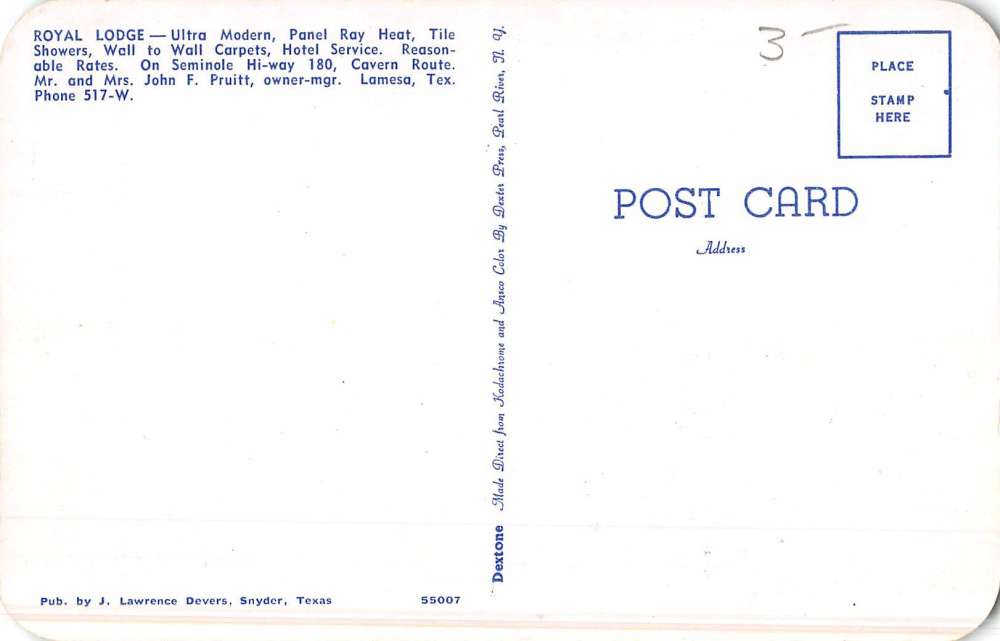 ROYAL LODGE — Ultra Modern, Panel Ray Heat, Tile
Showers, Wall to Wall Carpets, Hotel Service. Reason-
able Rates. On Seminole Hi-way 180, Cavern Route.
Mr. and Mrs. John F. Pruitt, owner-mgr. Lamesa, Tex.
Phone 517-W.
Pub. by J. Lawrence Devers, Snyder, Texas 55007
Dextone Made Direct from Kodachrome and Ansco Color By Dexter Press, Pearl River, N. Y.
3 –
PLACE
STAMP
HERE
POST CARD
Address